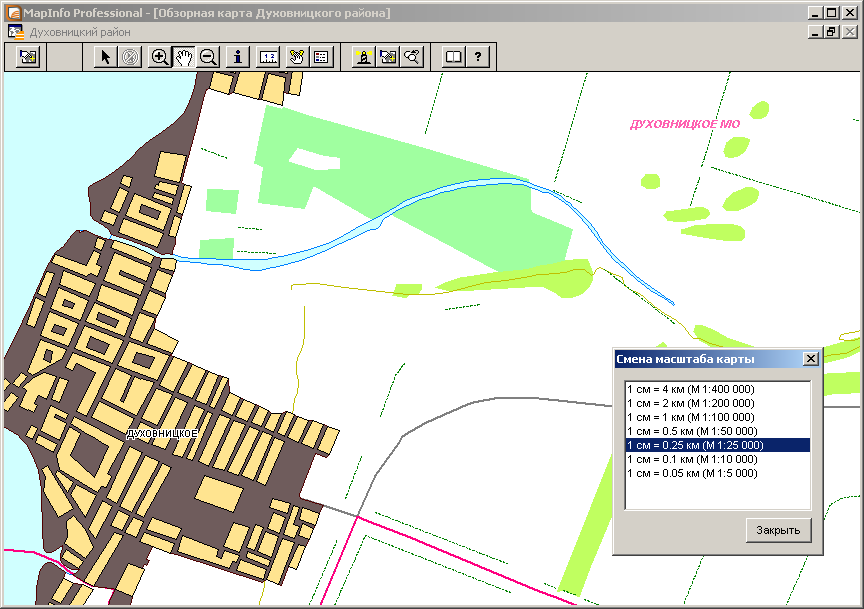 MapInfo Professional - [Обзорная карта Духовницкого района]
Духовницкий район
ДУХОВНИЦКОЕ МО
ДУХОВНИЦКОЕ
Смена масштаба карты
1 см = 4 км (М 1:400 000)
1 см = 2 км (М 1:200 000)
1 см = 1 км (М 1:100 000)
1 см = 0.5 км (М 1:50 000)
1 см = 0.25 км (М 1:25 000)
1 см = 0.1 км (М 1:10 000)
1 см = 0.05 км (М 1:5 000)
Закрыть